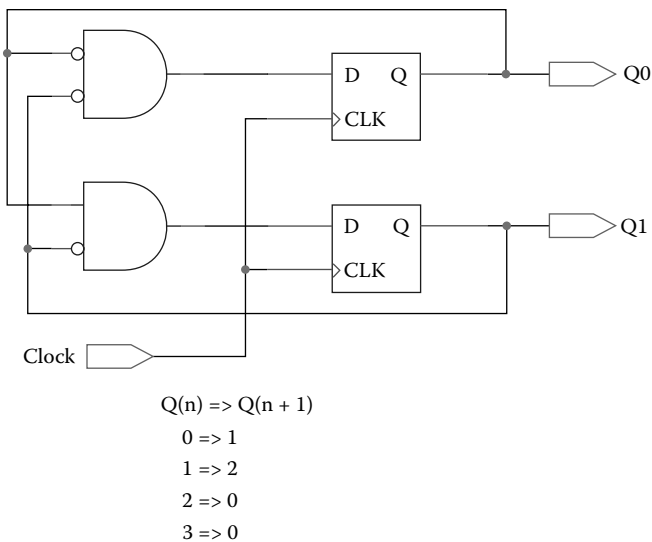 D Q Q0
CLK
D Q Q1
CLK
Clock
Q(n) => Q(n + 1)
0 => 1
1 => 2
2 => 0
3 => 0